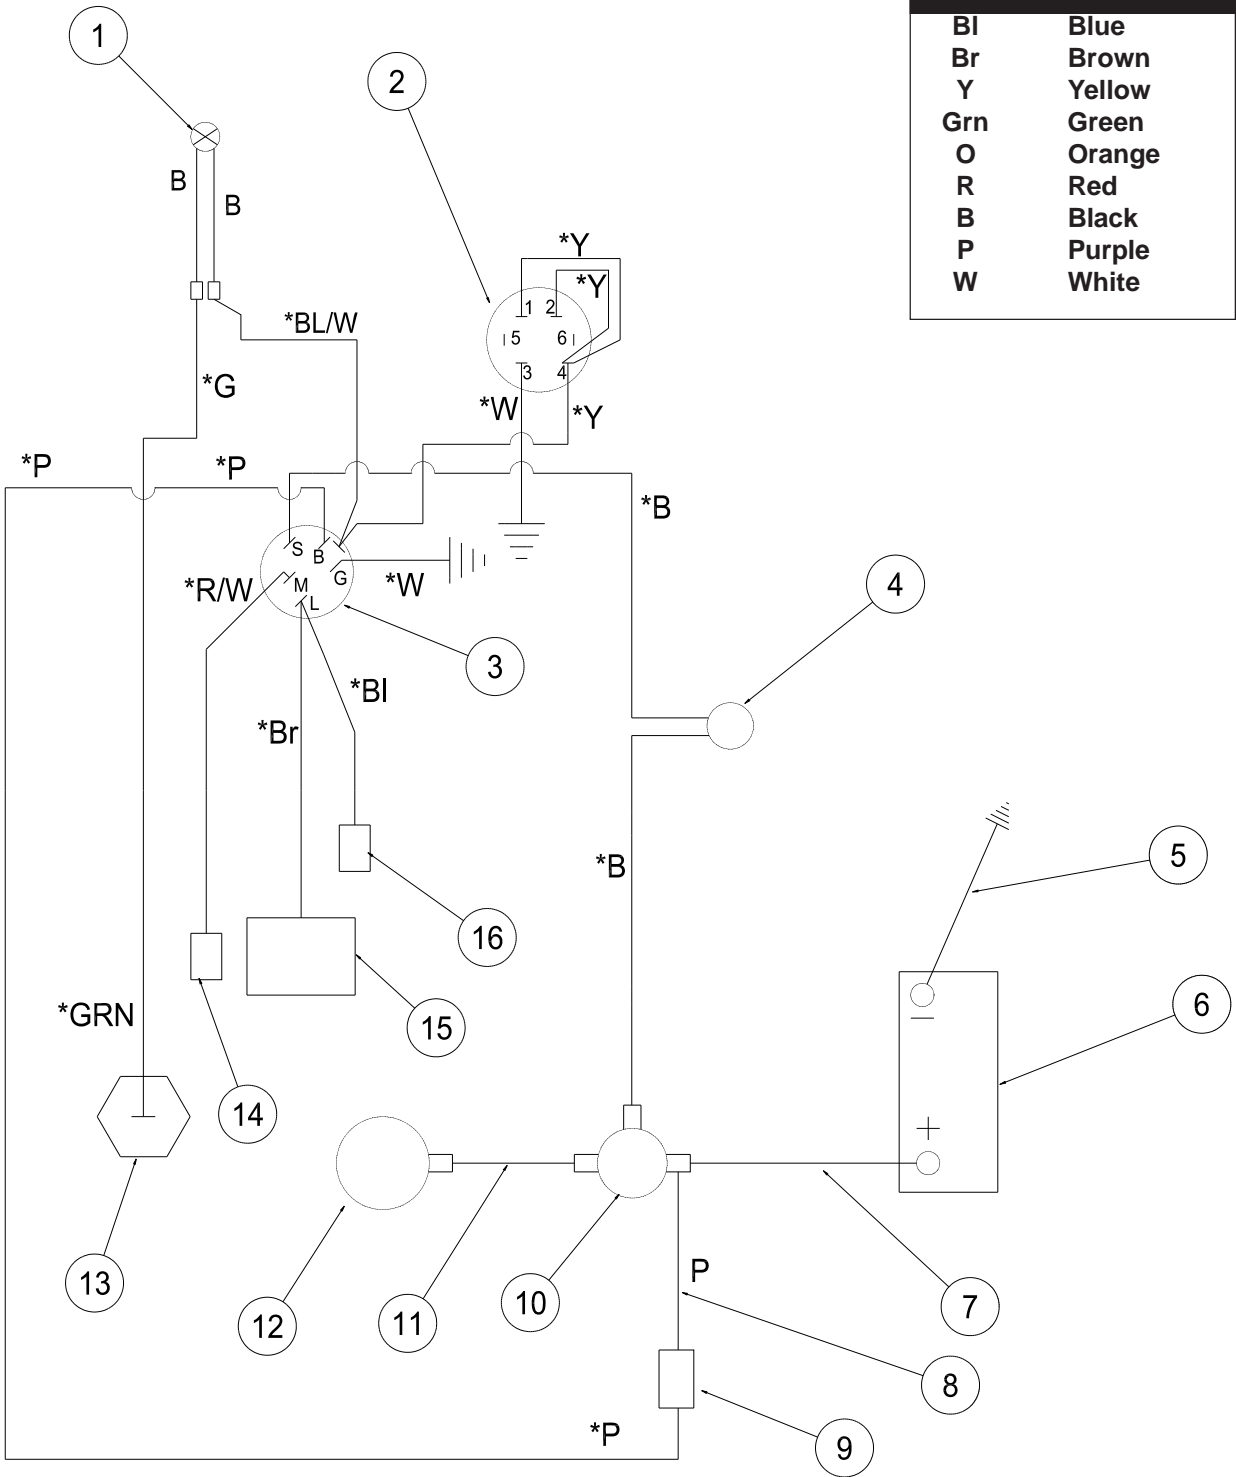 Bl Blue
Br Brown
Y Yellow
Grn Green
O Orange
R Red
B Black
P Purple
W White
1
2
B
B
*Y
*Y
1 2
5 6
3 4
*BL/W
*G
*W
*Y
*P
*P
*B
S B
G
M
L
*R/W
*W
3
4
*Bl
*Br
*B
5
6
16
15
14
*GRN
13
12
11
10
7
P
8
9
*P